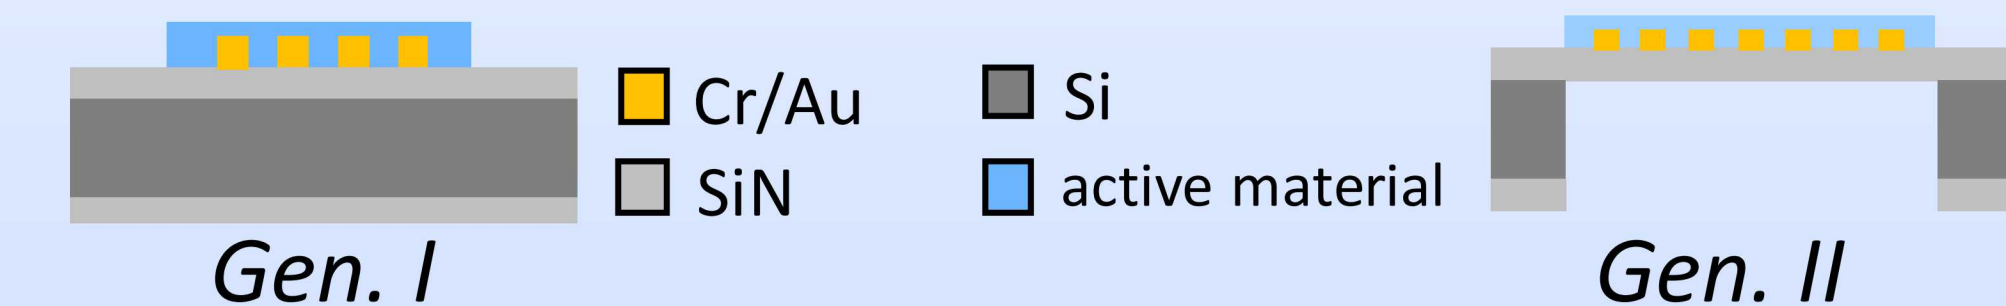 Cr/Au
Si
SiN
active material
Gen. I
Gen. II